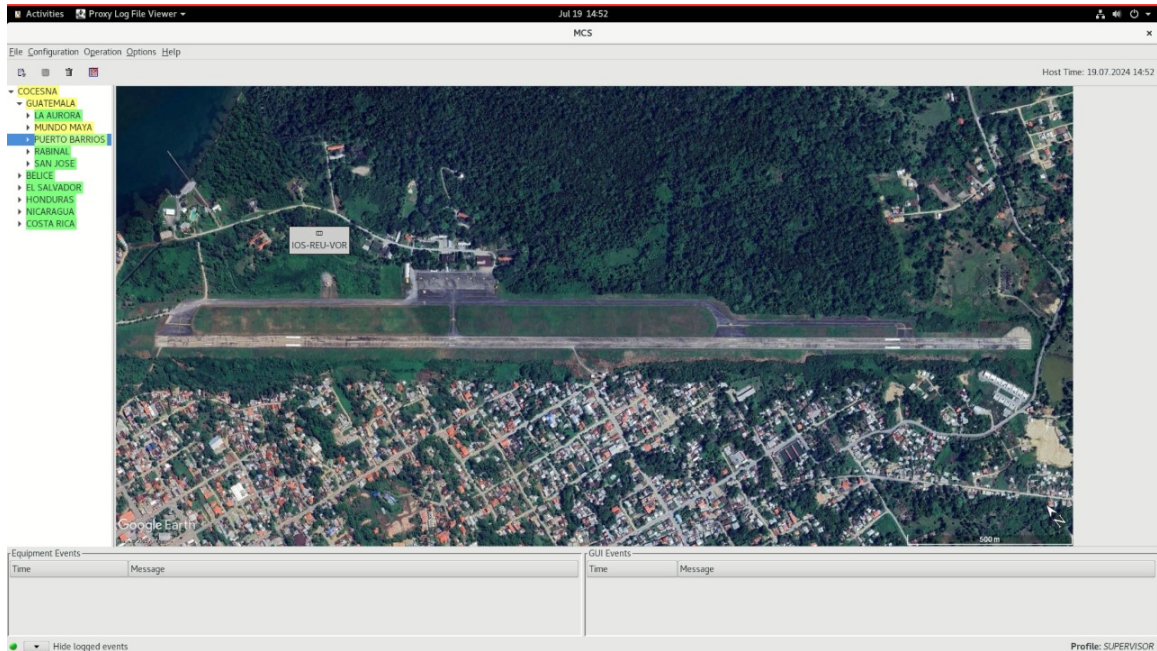 Activities Proxy Log File Viewer Jul 19 14:52
MCS
File Configuration Operation Options Help
Host Time: 19.07.2024 14:52
COCESNA
GUATEMALA
LA AURORA
MUNDO MAYA
PUERTO BARRIOS
RABINAL
SAN JOSE
BELICE
EL SALVADOR
HONDURAS
NICARAGUA
COSTA RICA
IOS-REU-VOR
Google Earth
N
500 m
Equipment Events
Time Message
GUI Events
Time Message
Hide logged events
Profile: SUPERVISOR